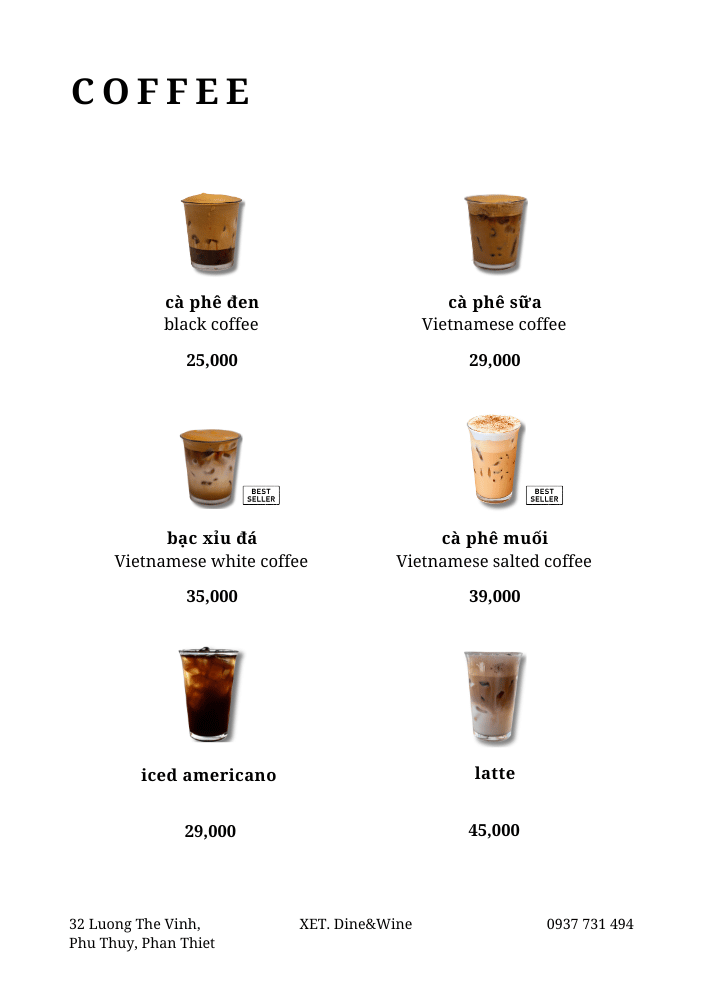 COFFEE
cà phê đen
black coffee
25,000
cà phê sữa
Vietnamese coffee
29,000
BEST
SELLER
bạc xỉu đá
Vietnamese white coffee
35,000
BEST
SELLER
cà phê muối
Vietnamese salted coffee
39,000
iced americano
29,000
latte
45,000
32 Luong The Vinh,
Phu Thuy, Phan Thiet
XET. Dine&Wine
0937 731 494